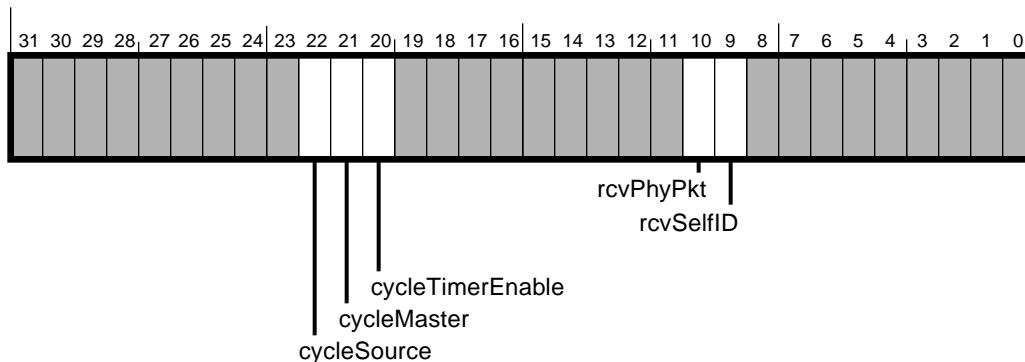 31 30 29 28 27 26 25 24 23 22 21 20 19 18 17 16 15 14 13 12 11 10 9 8 7 6 5 4 3 2 1 0
rcvPhyPkt
rcvSelfID
cycleTimerEnable
cycleMaster
cycleSource